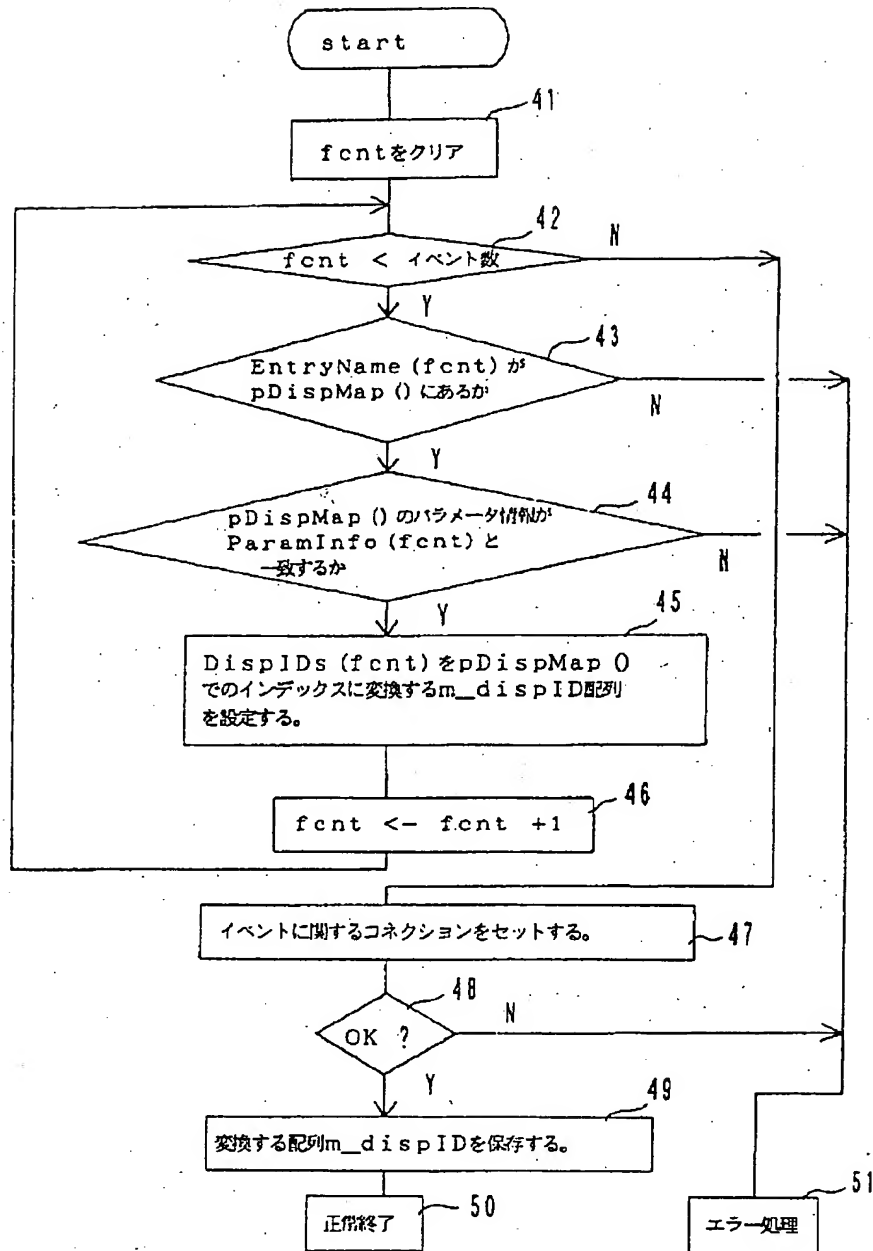 start
41
fcntをクリア
42
fcnt < イベント数
N
Y
43
EntryName(fcnt)が
pDispMap()にあるか
N
Y
44
pDispMap()のパラメータ情報が
ParamInfo(fcnt)と
一致するか
N
Y
45
DispIDs(fcnt)をpDispMap()
でのインデックスに変換するm_dispID配列
を設定する。
46
fcnt <- fcnt +1
イベントに関するコネクションをセットする。
47
48
OK ?
N
Y
49
変換する配列m_dispIDを保存する。
50
正常終了
51
エラー処理